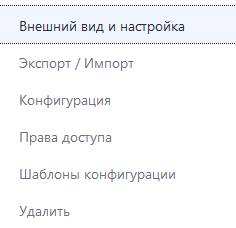 Внешний вид и настройка
Экспорт / Импорт
Конфигурация
Права доступа
Шаблоны конфигурации
Удалить